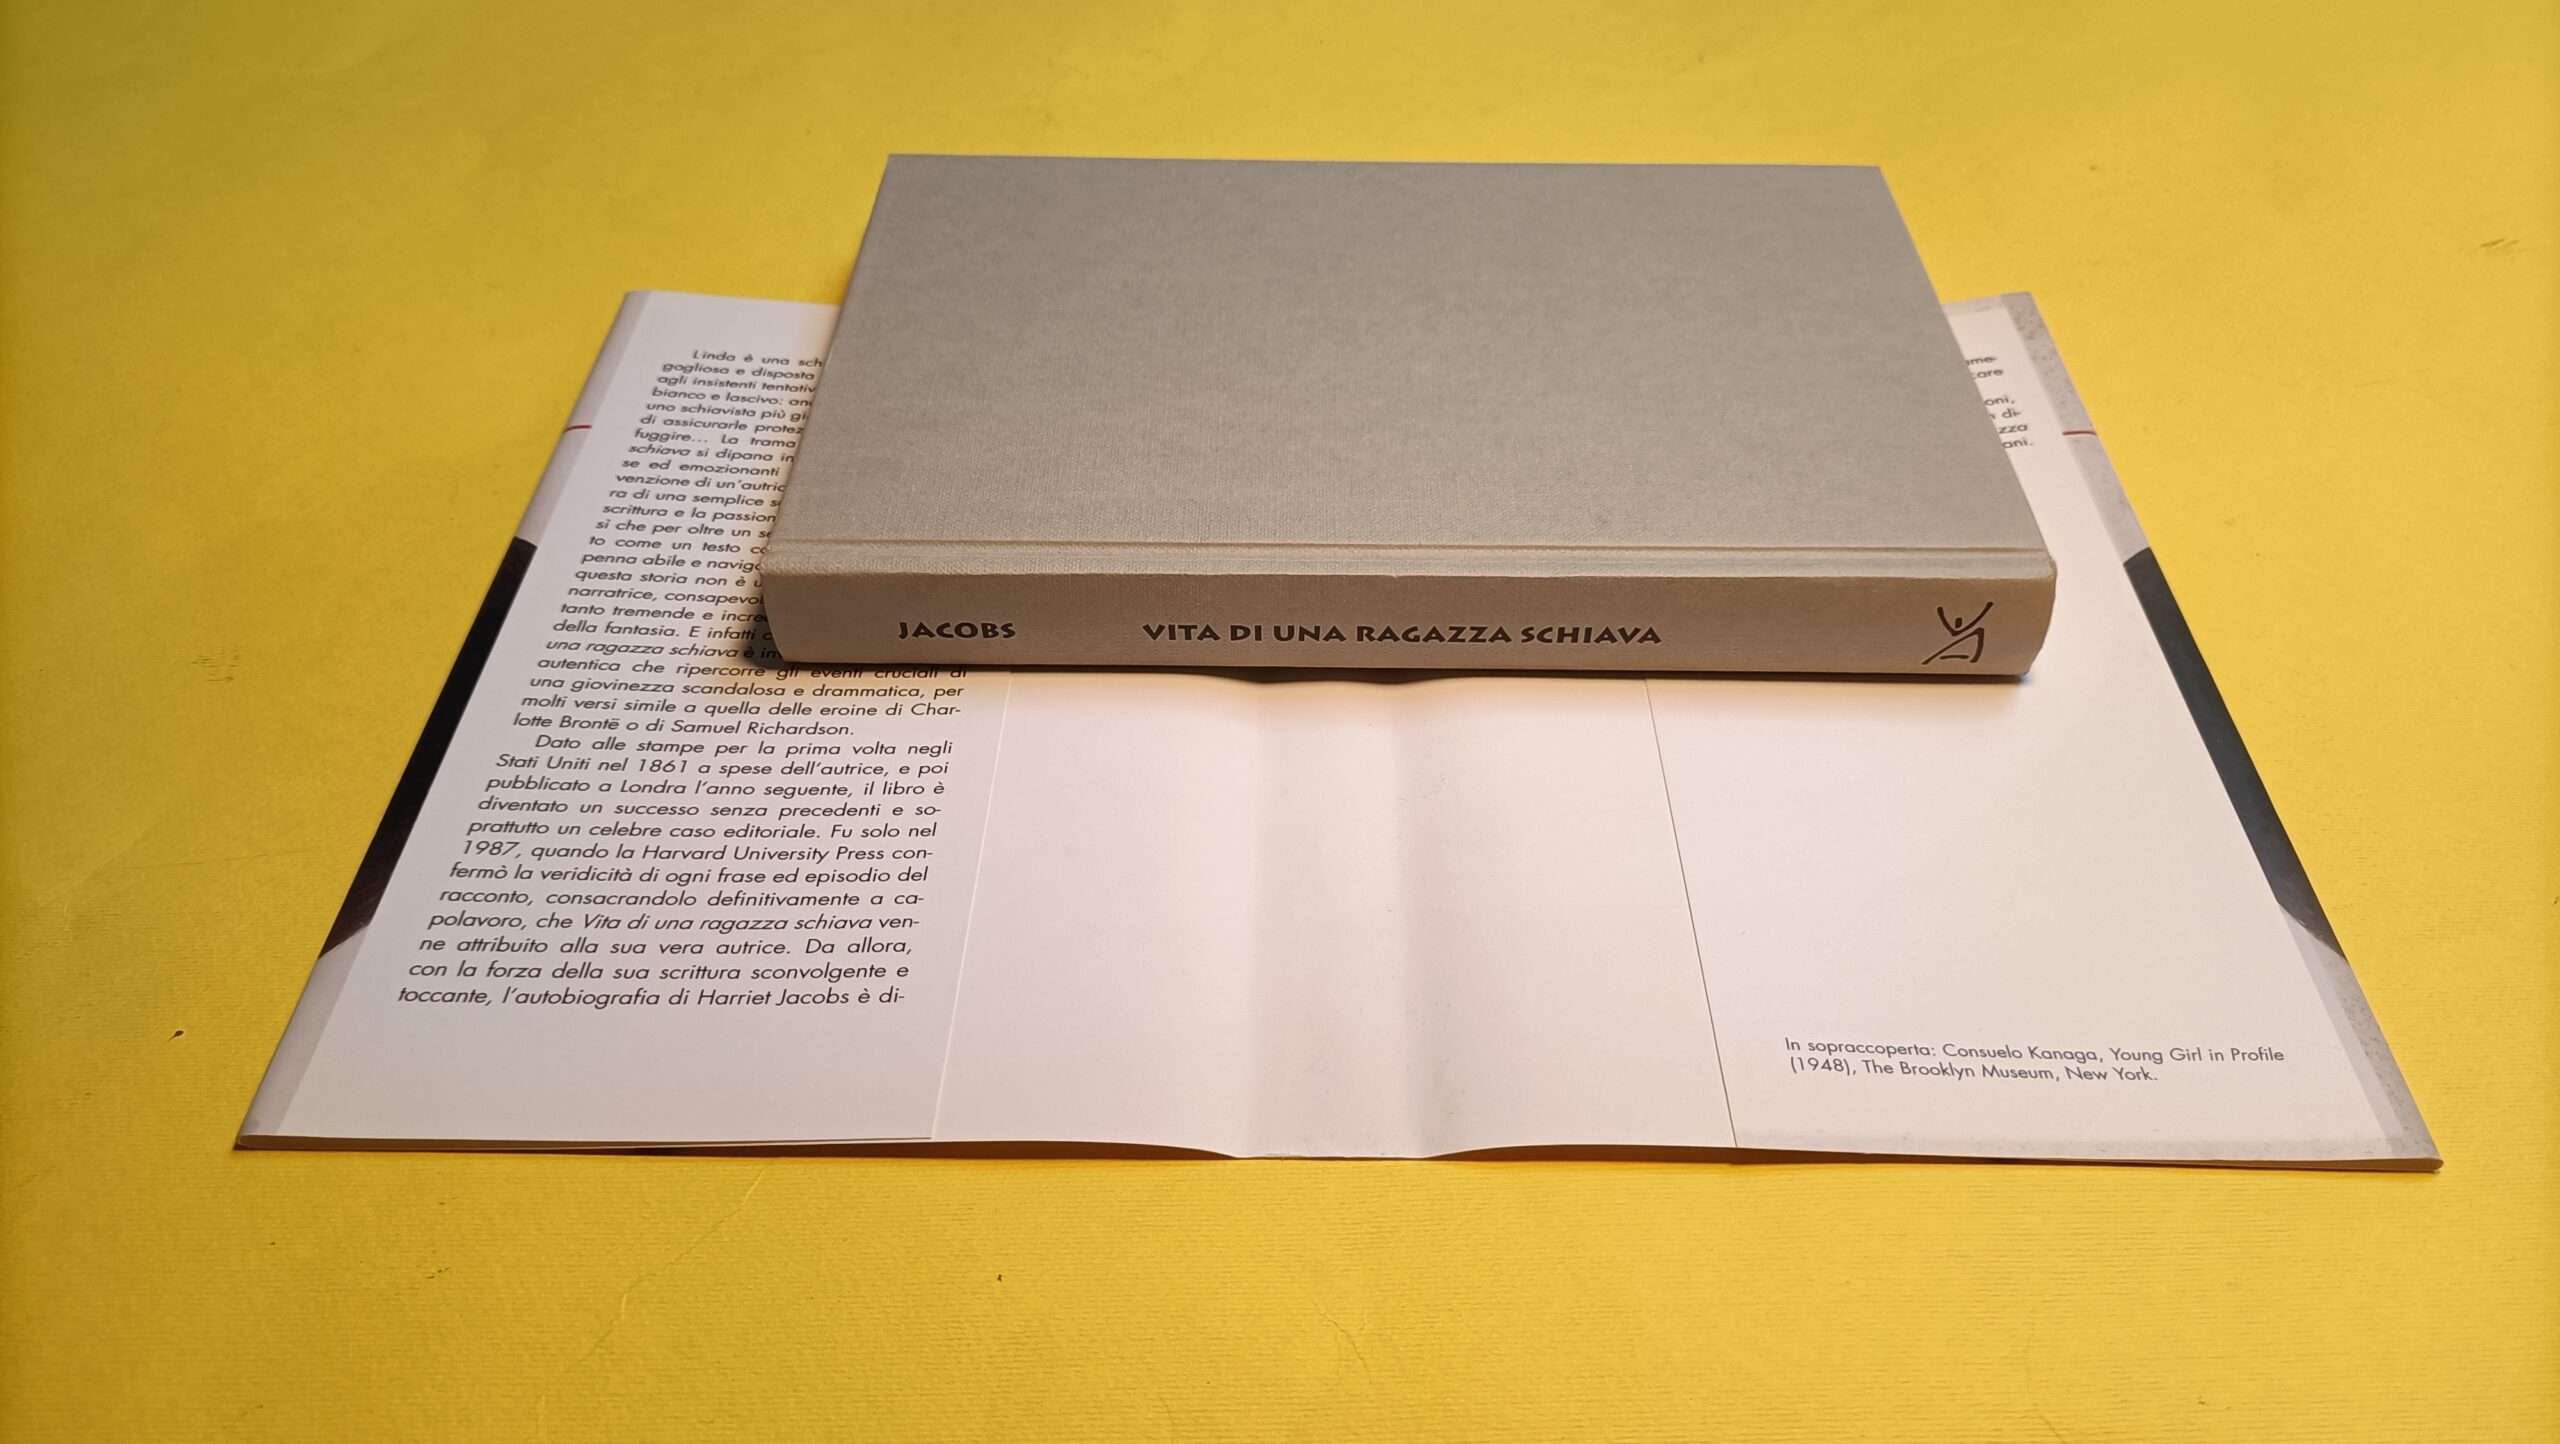 Linda è una
gogliosa e disposta
agli insistenti
bianco e lascivo:
uno schiavista più
di assicurarle
fuggire... La trama
schiava si dipana in
se ed emozionanti
venzione di un'autric
ra di una semplice
scrittura e la passion
sì che per oltre un
to come un testo
penna abile e
questa storia non è
narratrice, consapevol
tanto tremende e
della fantasia. E infatti
una ragazza schiava è
autentica che ripercorre gli eventi cruciali di
una giovinezza scandalosa e drammatica, per
molti versi simile a quella delle eroine di Char-
lotte Brontë o di Samuel Richardson.
Dato alle stampe per la prima volta negli
Stati Uniti nel 1861 a spese dell'autrice, e poi
pubblicato a Londra l'anno seguente, il libro è
diventato un successo senza precedenti e so-
prattutto un celebre caso editoriale. Fu solo nel
1987, quando la Harvard University Press con-
fermò la veridicità di ogni frase ed episodio del
racconto, consacrandolo definitivamente a ca-
polavoro, che Vita di una ragazza schiava ven-
ne attribuito alla sua vera autrice. Da allora,
con la forza della sua scrittura sconvolgente e
toccante, l'autobiografia di Harriet Jacobs è di-
JACOBS VITA DI UNA RAGAZZA SCHIAVA
ame-
care
oni,
di-
zza
ani.
In sopraccoperta: Consuelo Kanaga, Young Girl in Profile
(1948), The Brooklyn Museum, New York.